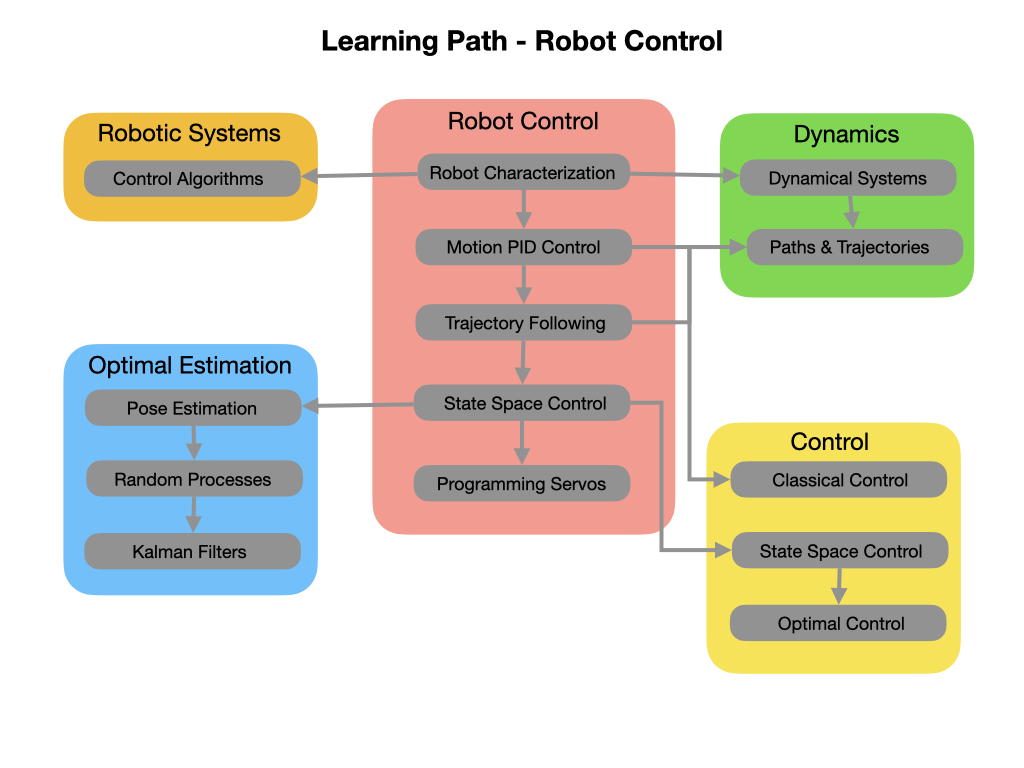 Learning Path - Robot Control
Robotic Systems
Control Algorithms
Robot Control
Robot Characterization
Motion PID Control
Trajectory Following
State Space Control
Programming Servos
Dynamics
Dynamical Systems
Paths & Trajectories
Optimal Estimation
Pose Estimation
Random Processes
Kalman Filters
Control
Classical Control
State Space Control
Optimal Control